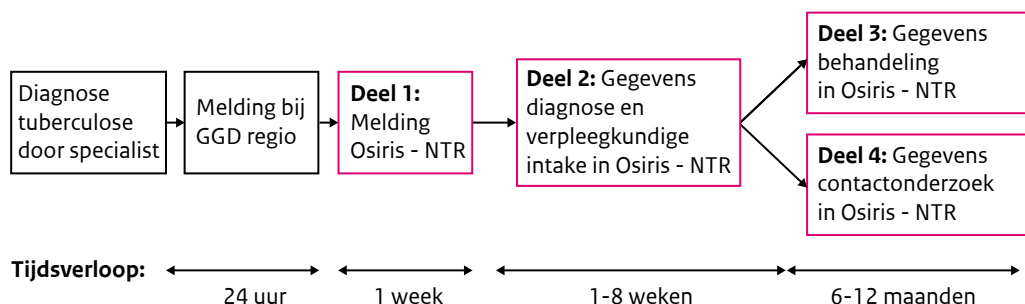 Diagnose
tuberculose
door specialist
Melding bij
GGD regio
Deel 1:
Melding
Osiris - NTR
Deel 2: Gegevens
diagnose en
verpleegkundige
intake in Osiris - NTR
Deel 3: Gegevens
behandeling
in Osiris - NTR
Deel 4: Gegevens
contactonderzoek
in Osiris - NTR
Tijdsverloop:
24 uur
1 week
1-8 weken
6-12 maanden